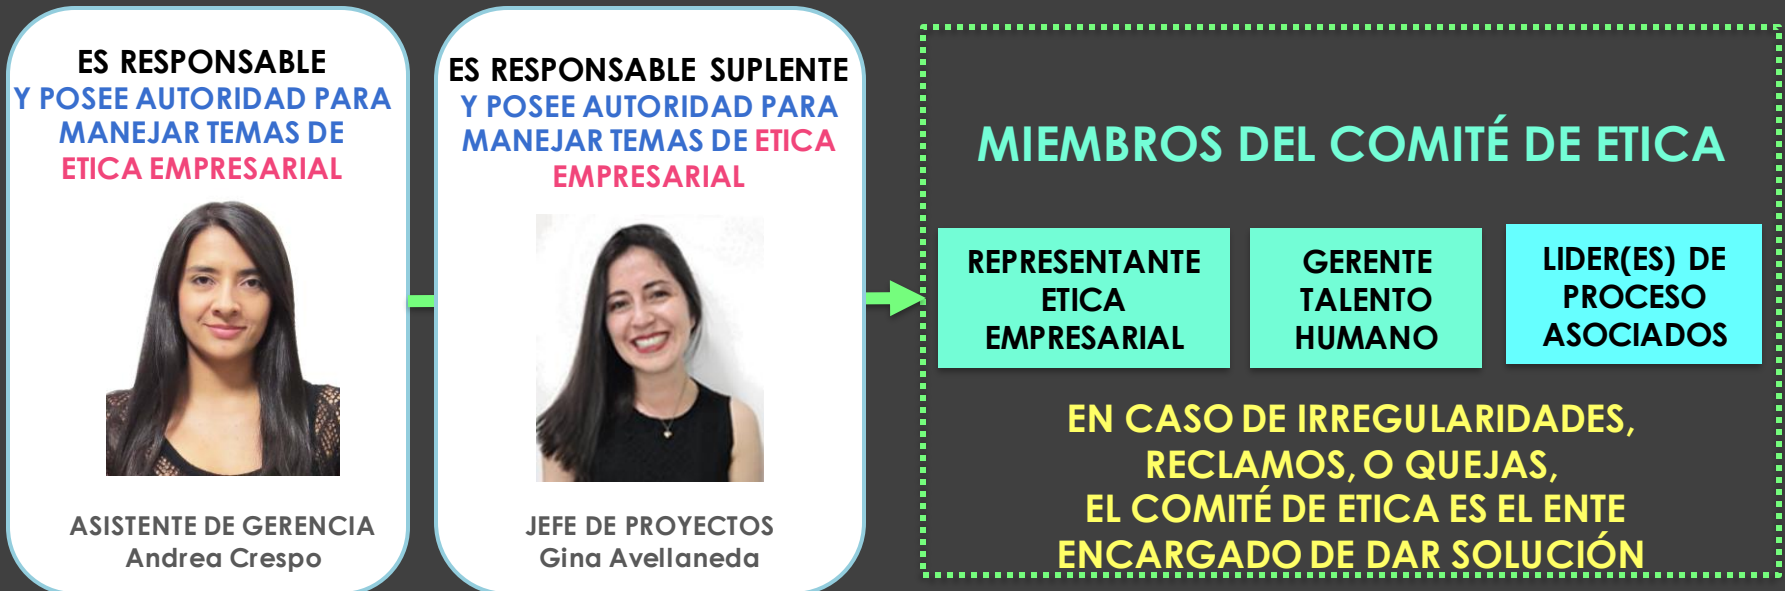 ES RESPONSABLE
Y POSEE AUTORIDAD PARA
MANEJAR TEMAS DE
ETICA EMPRESARIAL
ASISTENTE DE GERENCIA
Andrea Crespo
ES RESPONSABLE SUPLENTE
Y POSEE AUTORIDAD PARA
MANEJAR TEMAS DE ETICA
EMPRESARIAL
JEFE DE PROYECTOS
Gina Avellaneda
MIEMBROS DEL COMITÉ DE ETICA
REPRESENTANTE
ETICA
EMPRESARIAL
GERENTE
TALENTO
HUMANO
LIDER(ES) DE
PROCESO
ASOCIADOS
EN CASO DE IRREGULARIDADES,
RECLAMOS, O QUEJAS,
EL COMITÉ DE ETICA ES EL ENTE
ENCARGADO DE DAR SOLUCIÓN